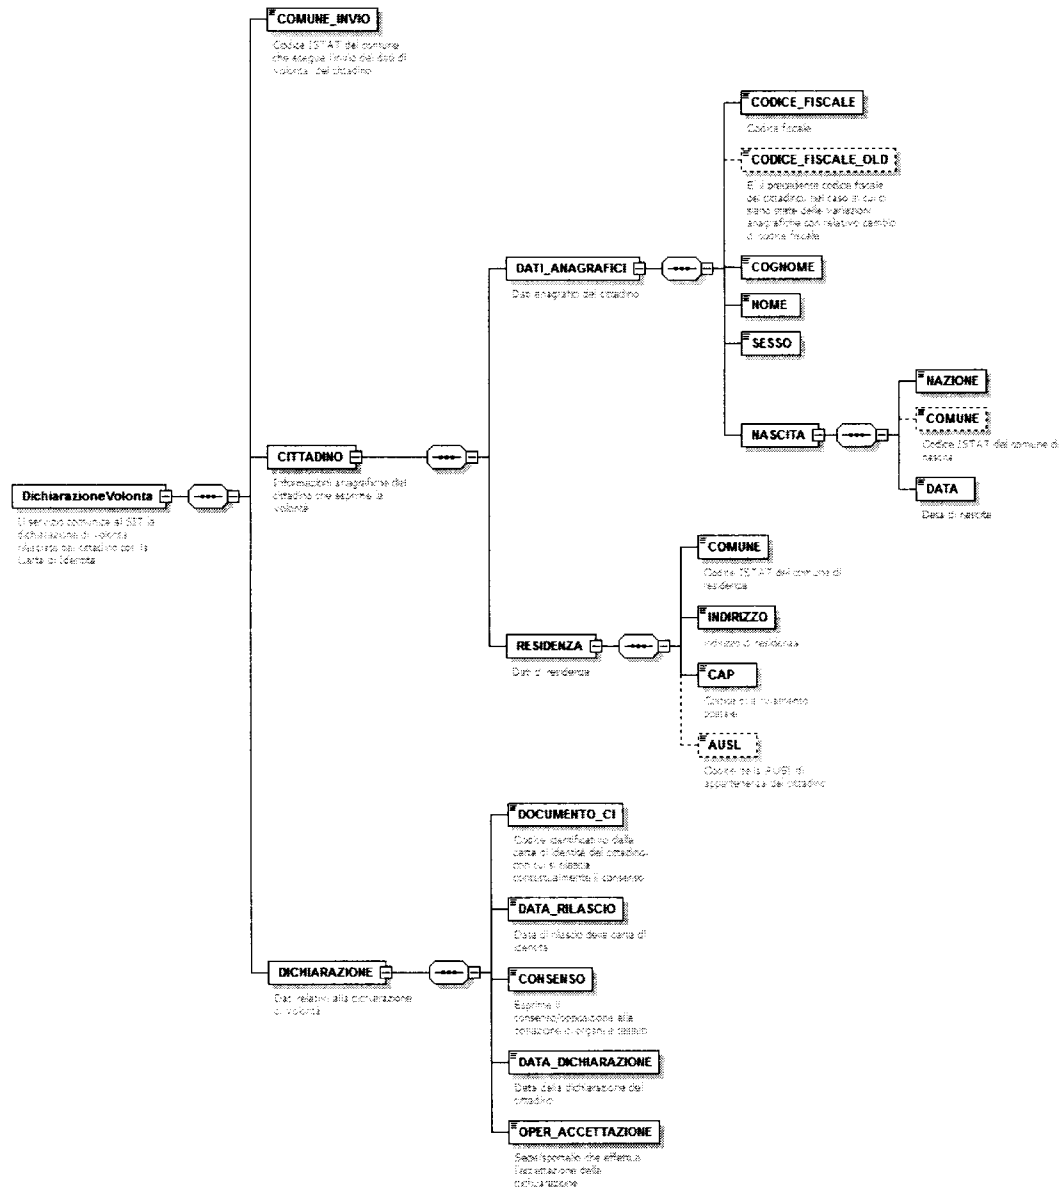 COMUNE_INVIO
Codice ISTAT del comune
che esegue l'invio del
volontà del cittadino
CODICE_FISCALE
Codice fiscale
CODICE_FISCALE_OLD
E' il precedente codice fiscale
del cittadino, nel caso in cui ci
siano state delle variazioni
anagrafiche con relativo cambio
di codice fiscale
DATI_ANAGRAFICI
Dati anagrafici del cittadino
COGNOME
NOME
SESSO
NASCITA
NAZIONE
COMUNE
Codice ISTAT del comune di
nascita
DATA
Data di nascita
CITTADINO
Informazioni anagrafiche del
cittadino che esprime la
volontà
DichiarazioneVolonta
Il servizio comunica al SIT la
dichiarazione di volontà
rilasciata dal cittadino con la
Carta di Identità
RESIDENZA
Dati di residenza
COMUNE
Codice ISTAT del comune di
residenza
INDIRIZZO
Indirizzo di residenza
CAP
Codice di avviamento
postale
AUSL
Codice della AUSL di
appartenenza del cittadino
DICHIARAZIONE
Dati relativi alla dichiarazione
di volontà
DOCUMENTO_CI
Codice identificativo della
carta di identità del cittadino,
con cui si rilascia
contestualmente il consenso
DATA_RILASCIO
Data di rilascio della carta di
identità
CONSENSO
Esprime il
consenso/opposizione alla
donazione di organi e tessuti
DATA_DICHIARAZIONE
Data della dichiarazione del
cittadino
OPER_ACCETTAZIONE
Sede/sportello che effettua
l'accettazione della
dichiarazione